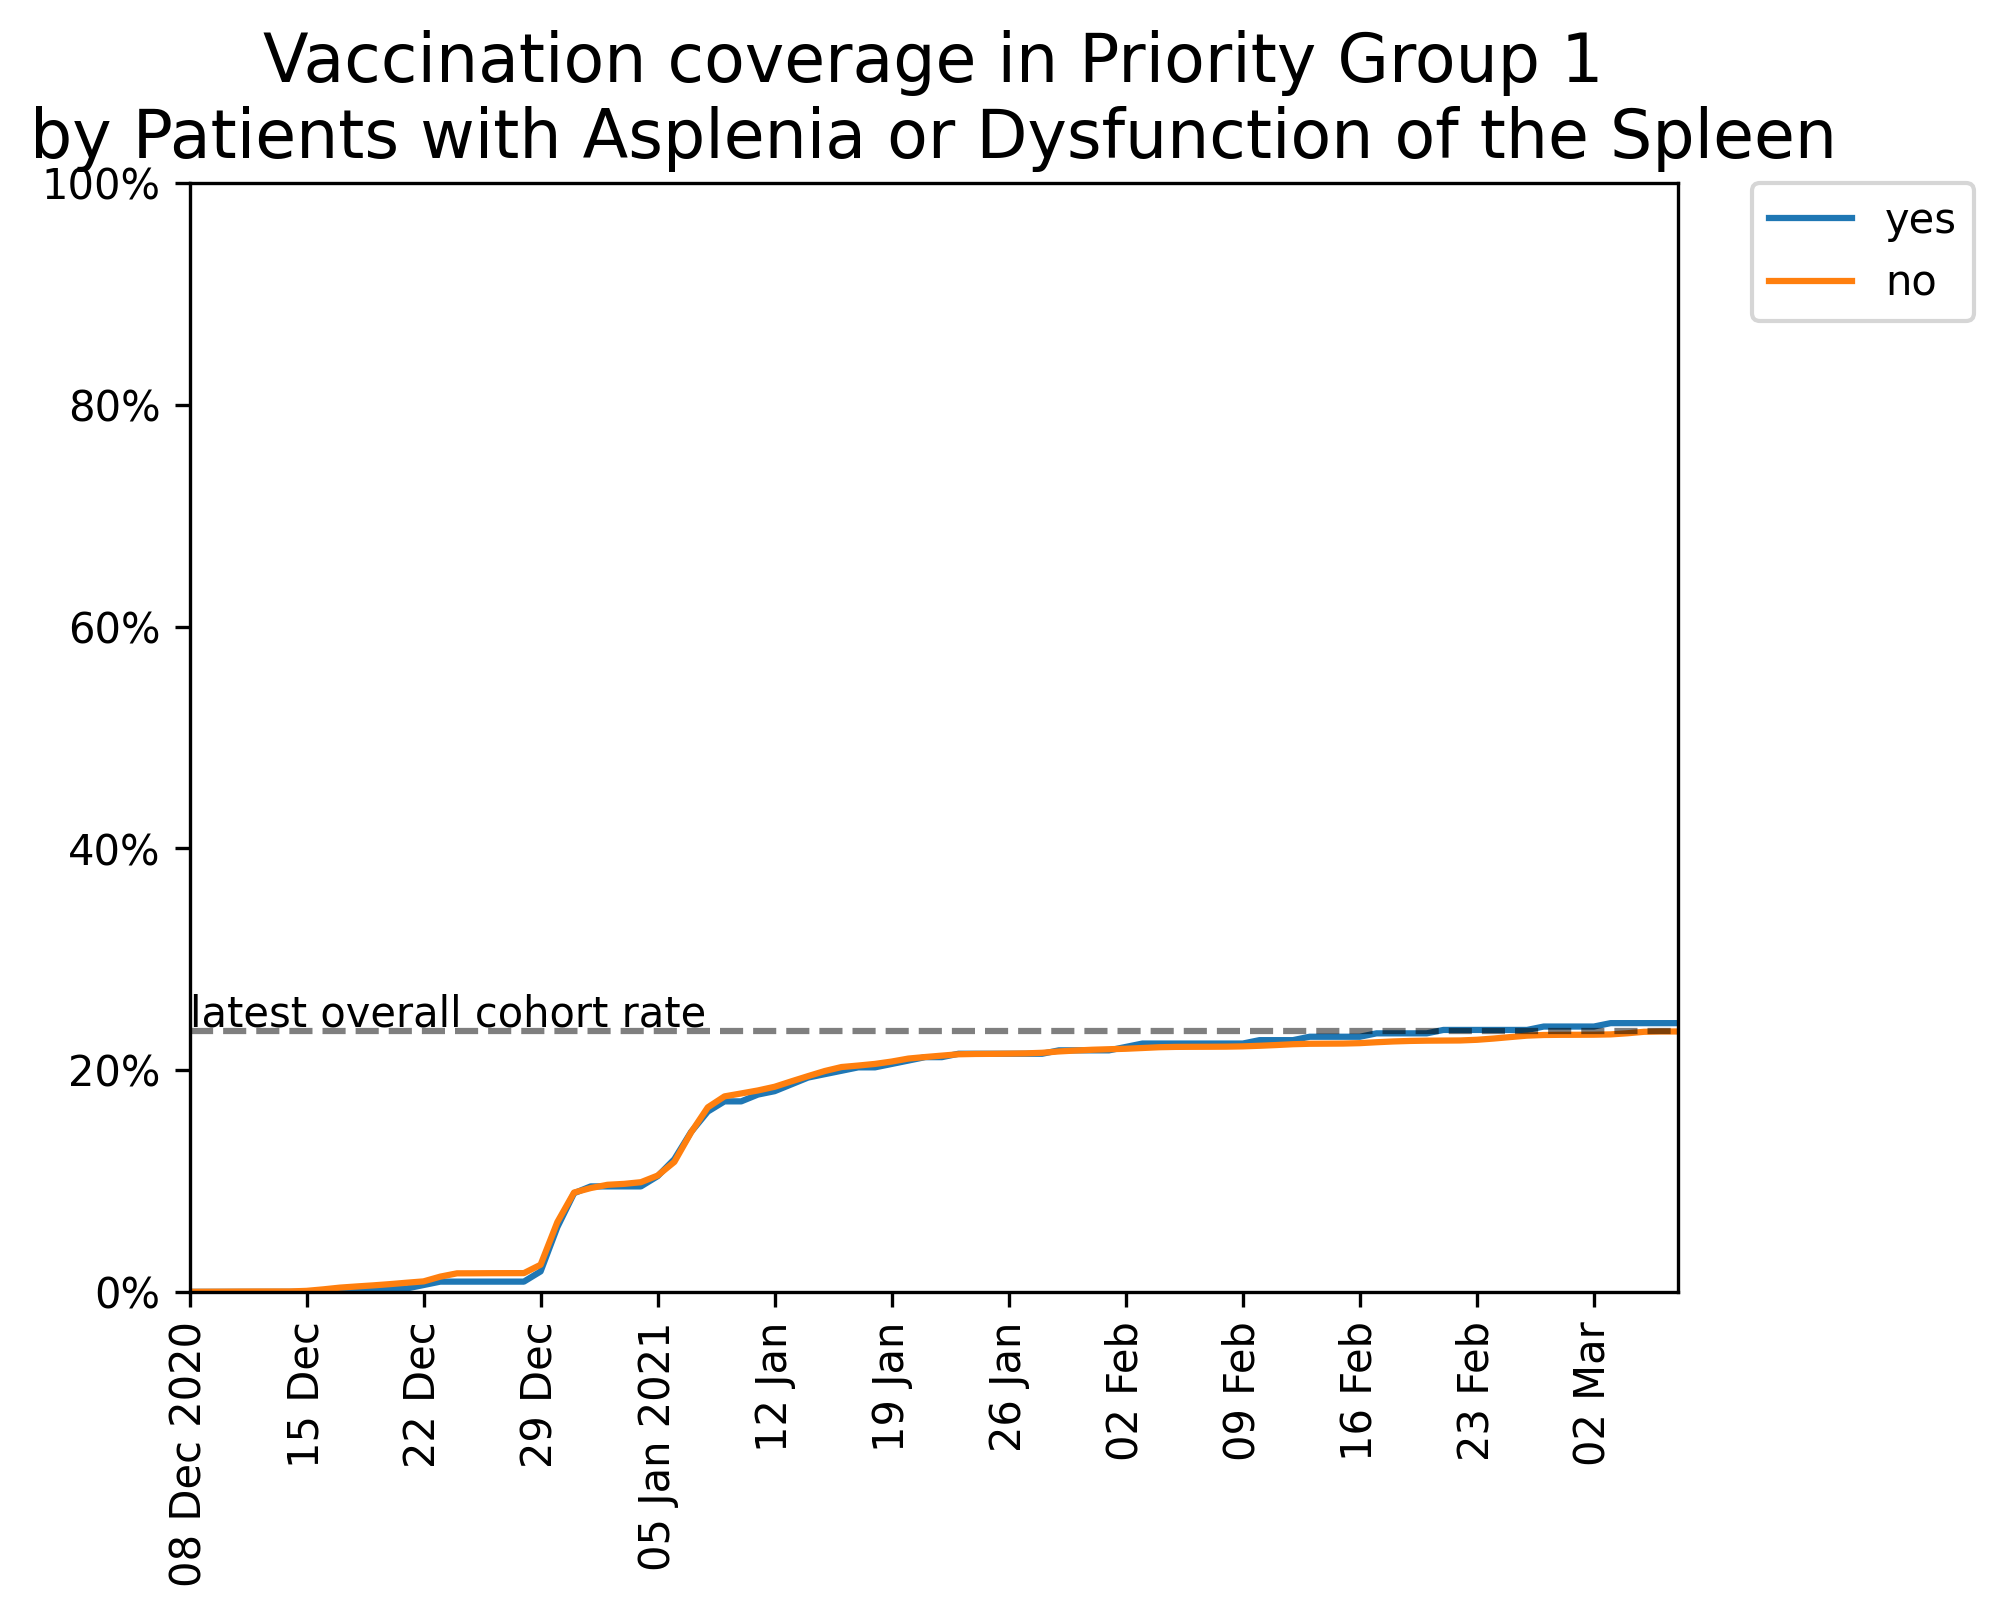 Vaccination coverage in Priority Group 1
by Patients with Asplenia or Dysfunction of the Spleen
100%
80%
60%
40%
20%
0%
latest overall cohort rate
yes
no
08 Dec 2020
15 Dec
22 Dec
29 Dec
05 Jan 2021
12 Jan
19 Jan
26 Jan
02 Feb
09 Feb
16 Feb
23 Feb
02 Mar